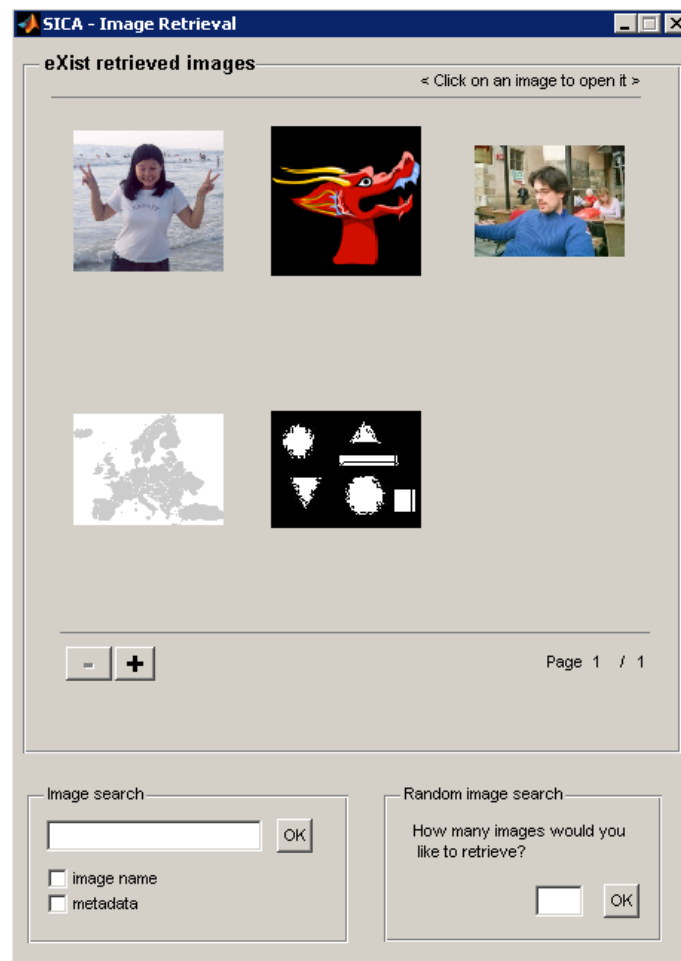 SICA - Image Retrieval
eXist retrieved images
< Click on an image to open it >
- +
Page 1 / 1
Image search
OK
image name
metadata
Random image search
How many images would you
like to retrieve?
OK